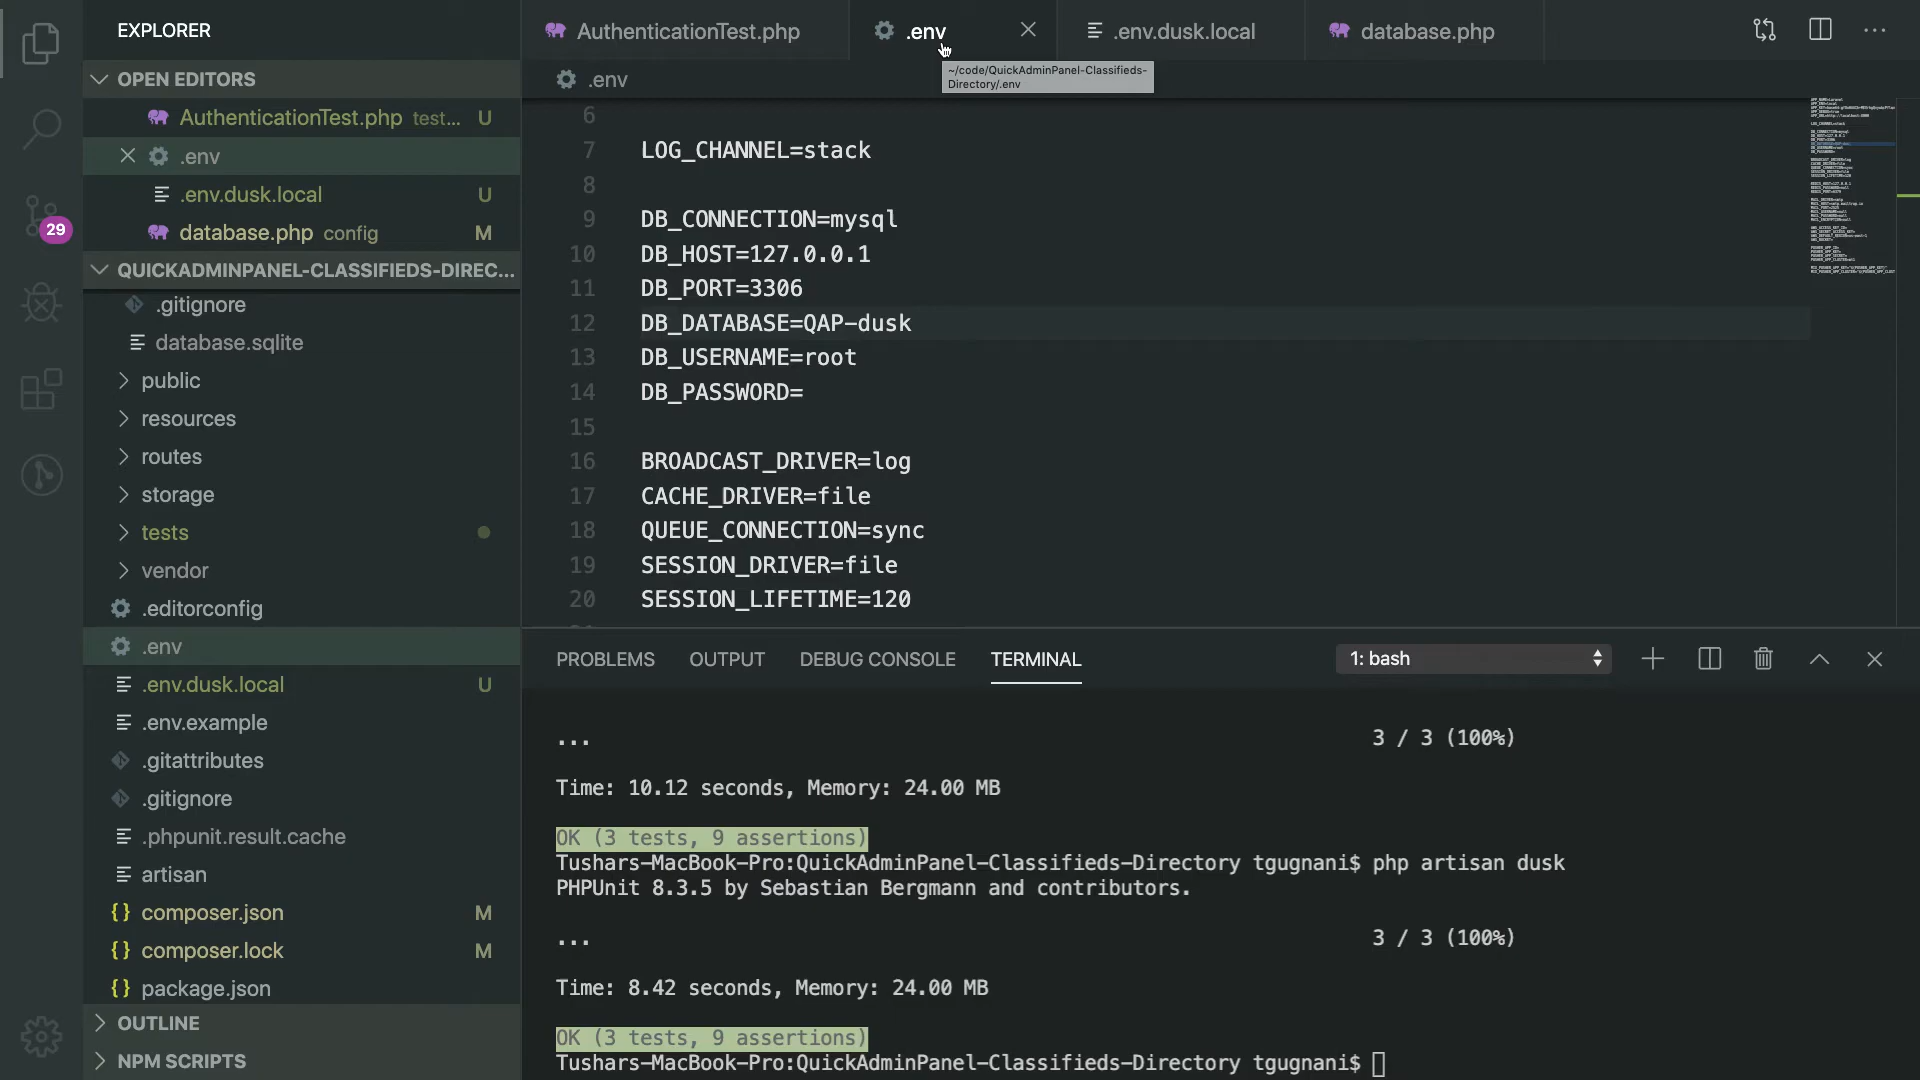 EXPLORER
AuthenticationTest.php
.env
.env.dusk.local
database.php
OPEN EDITORS
.env
~/code/QuickAdminPanel-Classifieds-
Directory/.env
AuthenticationTest.php test... U
.env
.env.dusk.local U
database.php config M
29
QUICKADMINPANEL-CLASSIFIEDS-DIREC...
.gitignore
database.sqlite
public
resources
routes
storage
tests
vendor
.editorconfig
.env
.env.dusk.local U
.env.example
.gitattributes
.gitignore
.phpunit.result.cache
artisan
{} composer.json M
{} composer.lock M
{} package.json
OUTLINE
NPM SCRIPTS
6
7 LOG_CHANNEL=stack
8
9 DB_CONNECTION=mysql
10 DB_HOST=127.0.0.1
11 DB_PORT=3306
12 DB_DATABASE=QAP-dusk
13 DB_USERNAME=root
14 DB_PASSWORD=
15
16 BROADCAST_DRIVER=log
17 CACHE_DRIVER=file
18 QUEUE_CONNECTION=sync
19 SESSION_DRIVER=file
20 SESSION_LIFETIME=120
PROBLEMS OUTPUT DEBUG CONSOLE TERMINAL 1: bash
... 3 / 3 (100%)
Time: 10.12 seconds, Memory: 24.00 MB
OK (3 tests, 9 assertions)
Tushars-MacBook-Pro:QuickAdminPanel-Classifieds-Directory tgugnani$ php artisan dusk
PHPUnit 8.3.5 by Sebastian Bergmann and contributors.
... 3 / 3 (100%)
Time: 8.42 seconds, Memory: 24.00 MB
OK (3 tests, 9 assertions)
Tushars-MacBook-Pro:QuickAdminPanel-Classifieds-Directory tgugnani$